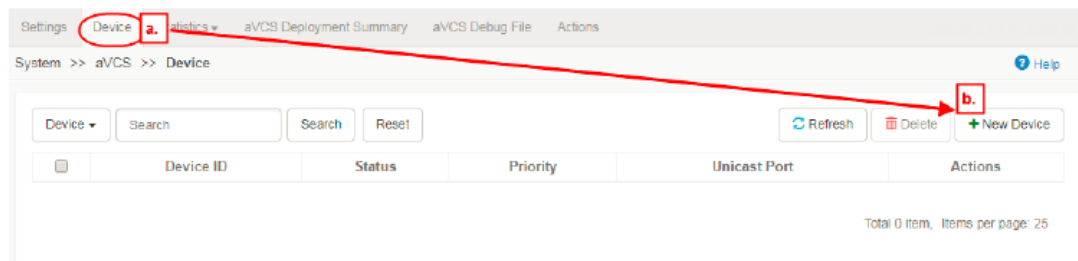 Settings Device a. atistics aVCS Deployment Summary aVCS Debug File Actions
System >> aVCS >> Device Help
b.
Device Search Search Reset Refresh Delete New Device
Device ID Status Priority Unicast Port Actions
Total 0 item, Items per page: 25